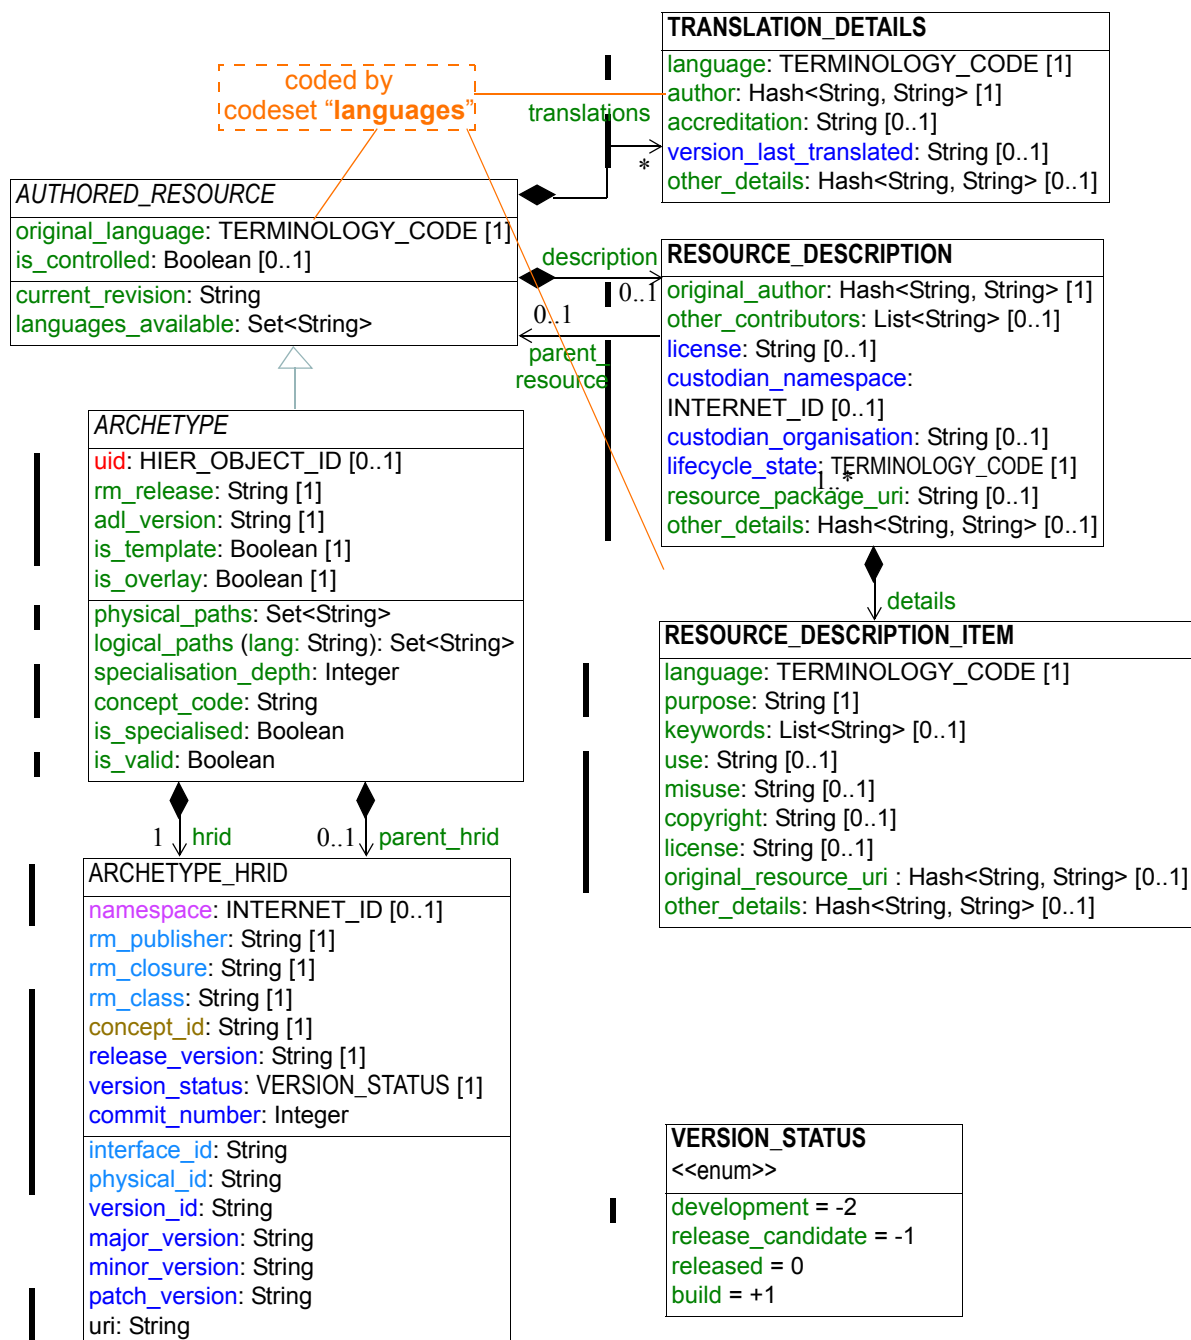 TRANSLATION_DETAILS
language: TERMINOLOGY_CODE [1]
author: Hash<String, String> [1]
accreditation: String [0..1]
version_last_translated: String [0..1]
other_details: Hash<String, String> [0..1]
coded by
codeset “languages”
translations
*
AUTHORED_RESOURCE
original_language: TERMINOLOGY_CODE [1]
is_controlled: Boolean [0..1]
current_revision: String
languages_available: Set<String>
description
0..1
0..1
parent_
resource
RESOURCE_DESCRIPTION
original_author: Hash<String, String> [1]
other_contributors: List<String> [0..1]
license: String [0..1]
custodian_namespace:
INTERNET_ID [0..1]
custodian_organisation: String [0..1]
lifecycle_state: TERMINOLOGY_CODE [1]
1..*
resource_package_uri: String [0..1]
other_details: Hash<String, String> [0..1]
details
ARCHETYPE
uid: HIER_OBJECT_ID [0..1]
rm_release: String [1]
adl_version: String [1]
is_template: Boolean [1]
is_overlay: Boolean [1]
physical_paths: Set<String>
logical_paths (lang: String): Set<String>
specialisation_depth: Integer
concept_code: String
is_specialised: Boolean
is_valid: Boolean
1 hrid
0..1 parent_hrid
RESOURCE_DESCRIPTION_ITEM
language: TERMINOLOGY_CODE [1]
purpose: String [1]
keywords: List<String> [0..1]
use: String [0..1]
misuse: String [0..1]
copyright: String [0..1]
license: String [0..1]
original_resource_uri : Hash<String, String> [0..1]
other_details: Hash<String, String> [0..1]
ARCHETYPE_HRID
namespace: INTERNET_ID [0..1]
rm_publisher: String [1]
rm_closure: String [1]
rm_class: String [1]
concept_id: String [1]
release_version: String [1]
version_status: VERSION_STATUS [1]
commit_number: Integer
interface_id: String
physical_id: String
version_id: String
major_version: String
minor_version: String
patch_version: String
uri: String
VERSION_STATUS
<<enum>>
development = -2
release_candidate = -1
released = 0
build = +1